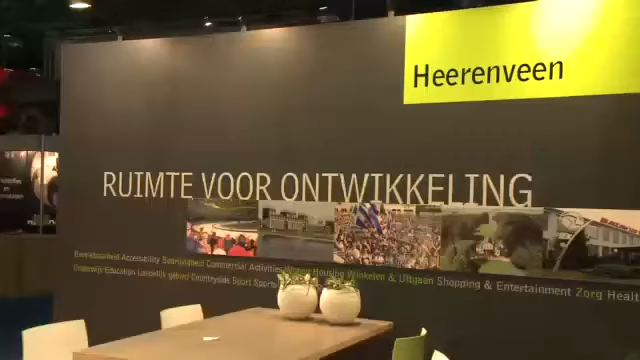 Heerenveen
RUIMTE VOOR ONTWIKKELING
Bereikbaarheid Accessibility Bedrijvigheid Commercial Activities Wonen Housing Winkelen & Uitgaan Shopping & Entertainment Zorg Healt
Onderwijs Education Landelijk gebied Countryside Sport Sports